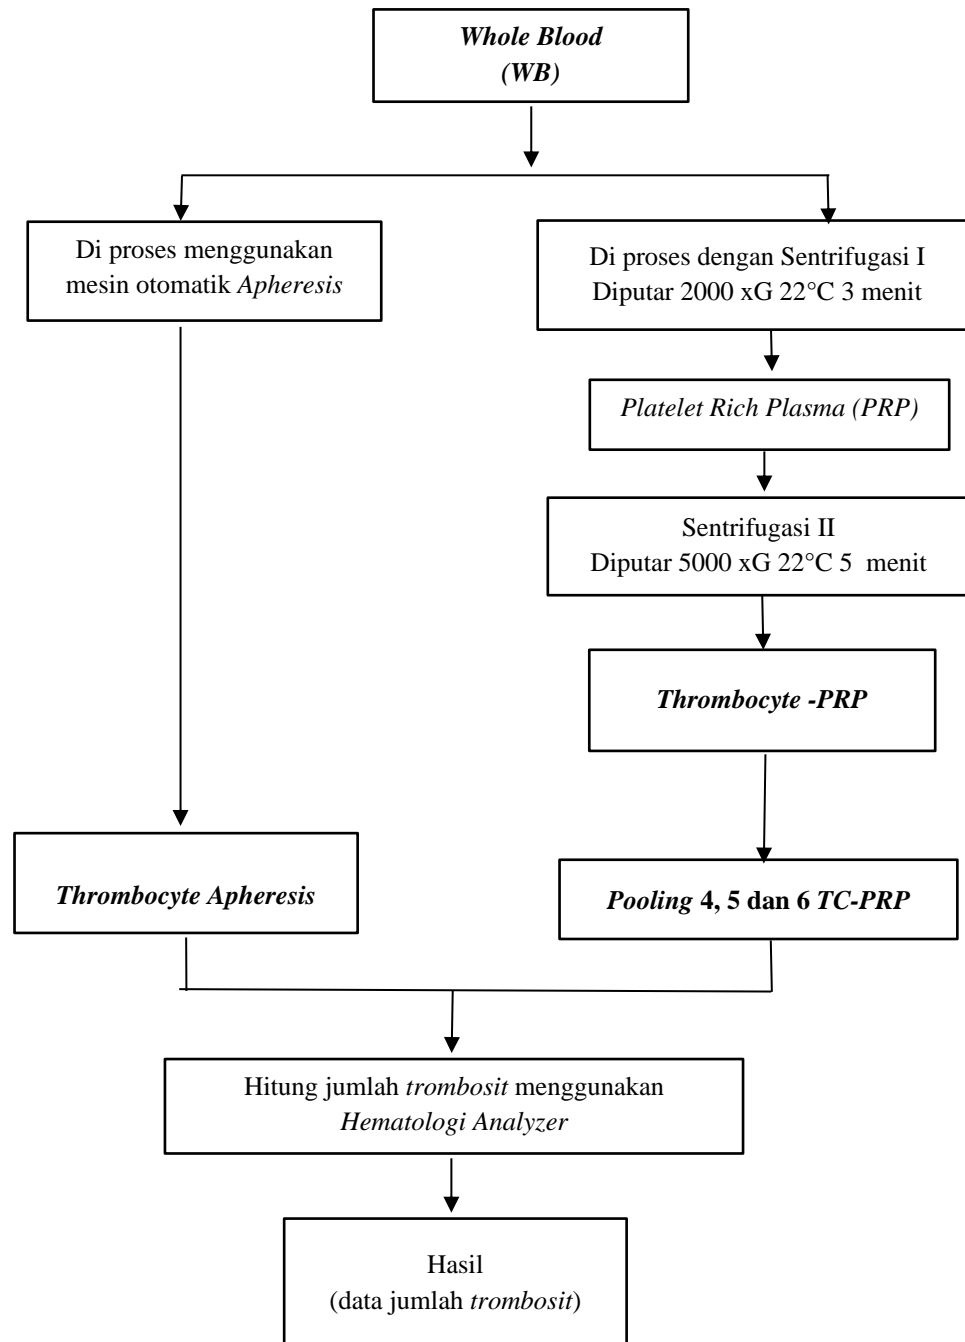 Whole Blood
(WB)
Di proses menggunakan
mesin otomatik Apheresis
Di proses dengan Sentrifugasi I
Diputar 2000 xG 22°C 3 menit
Platelet Rich Plasma (PRP)
Sentrifugasi II
Diputar 5000 xG 22°C 5  menit
Thrombocyte -PRP
Thrombocyte Apheresis
Pooling 4, 5 dan 6 TC-PRP
Hitung jumlah trombosit menggunakan
Hematologi Analyzer
Hasil
(data jumlah trombosit)